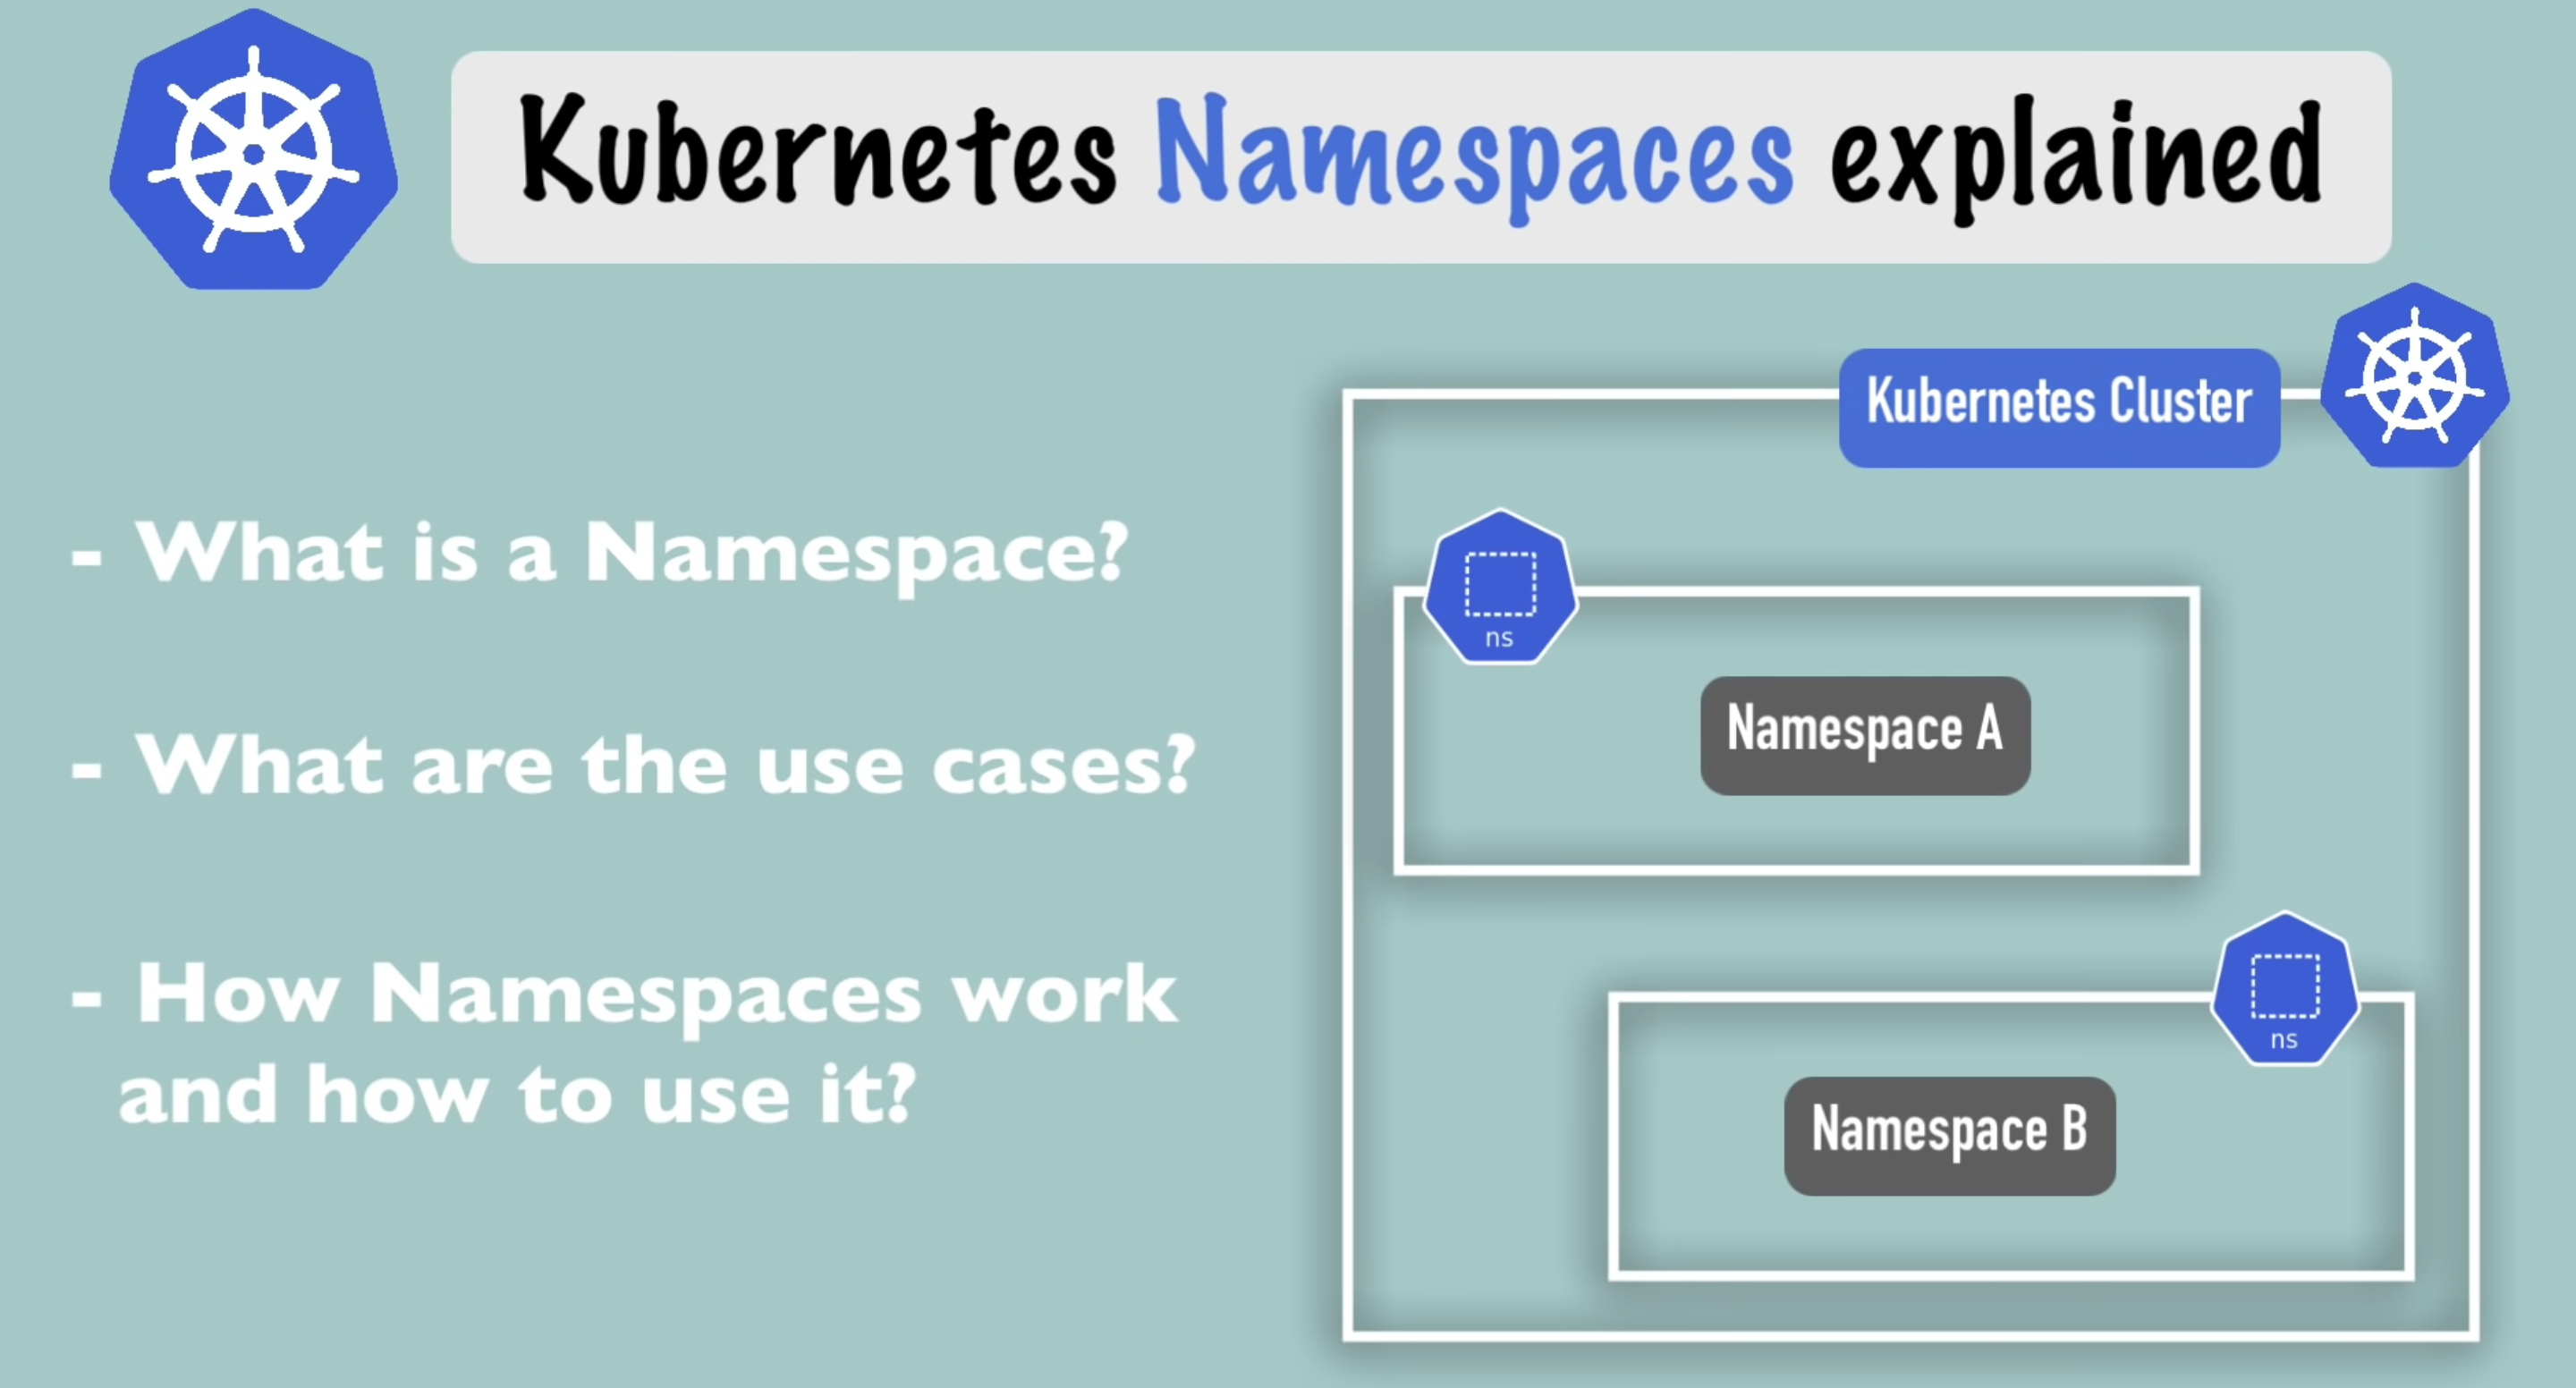 Kubernetes Namespaces explained
- What is a Namespace?
- What are the use cases?
- How Namespaces work
and how to use it?
Kubernetes Cluster
ns
Namespace A
ns
Namespace B